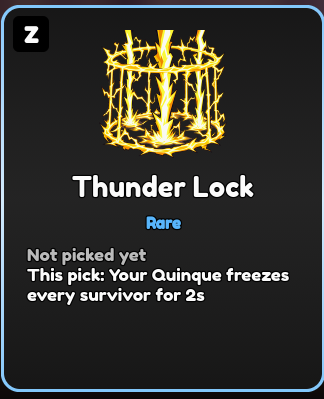 Z
Thunder Lock
Rare
Not picked yet
This pick: Your Quinque freezes
every survivor for 2s